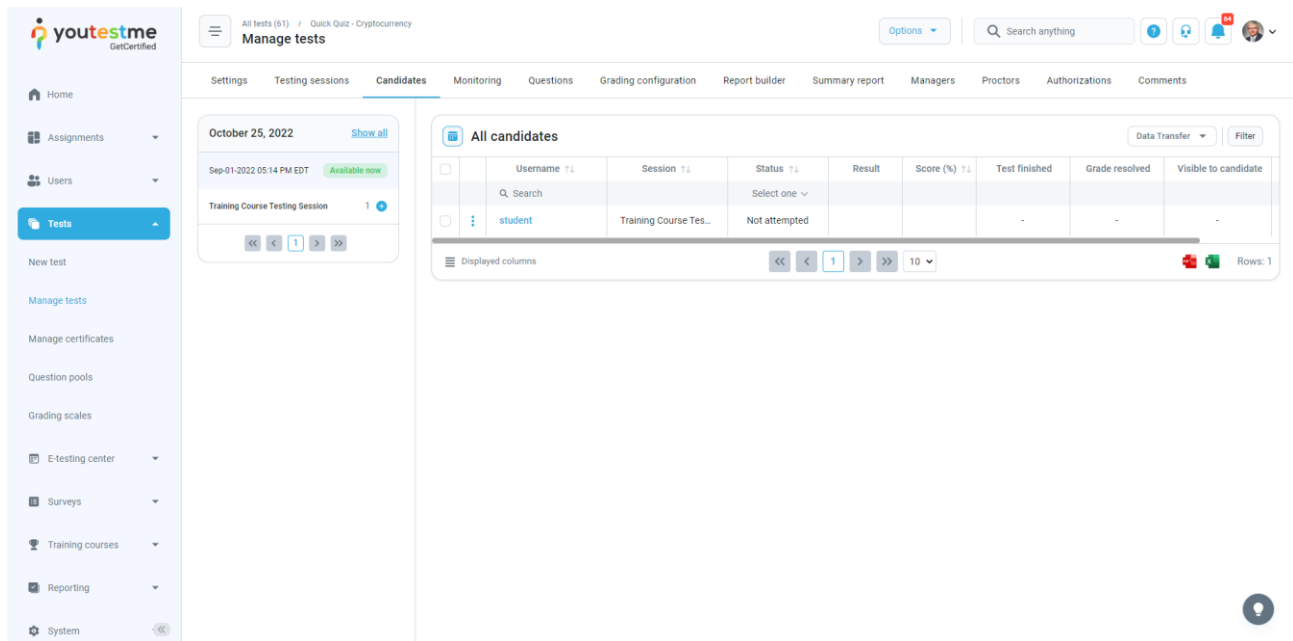 youtestme
GetCertified
Home
Assignments
Users
Tests
New test
Manage tests
Manage certificates
Question pools
Grading scales
E-testing center
Surveys
Training courses
Reporting
System
All tests (61) / Quick Quiz - Cryptocurrency
Manage tests
Options
Search anything
?
64
Settings Testing sessions Candidates Monitoring Questions Grading configuration Report builder Summary report Managers Proctors Authorizations Comments
October 25, 2022 Show all
Sep-01-2022 05:14 PM EDT Available now
Training Course Testing Session 1
1
All candidates
Data Transfer Filter
Username Session Status Result Score (%) Test finished Grade resolved Visible to candidate
Search Select one
student Training Course Tes... Not attempted - - -
Displayed columns 1 10 Rows: 1